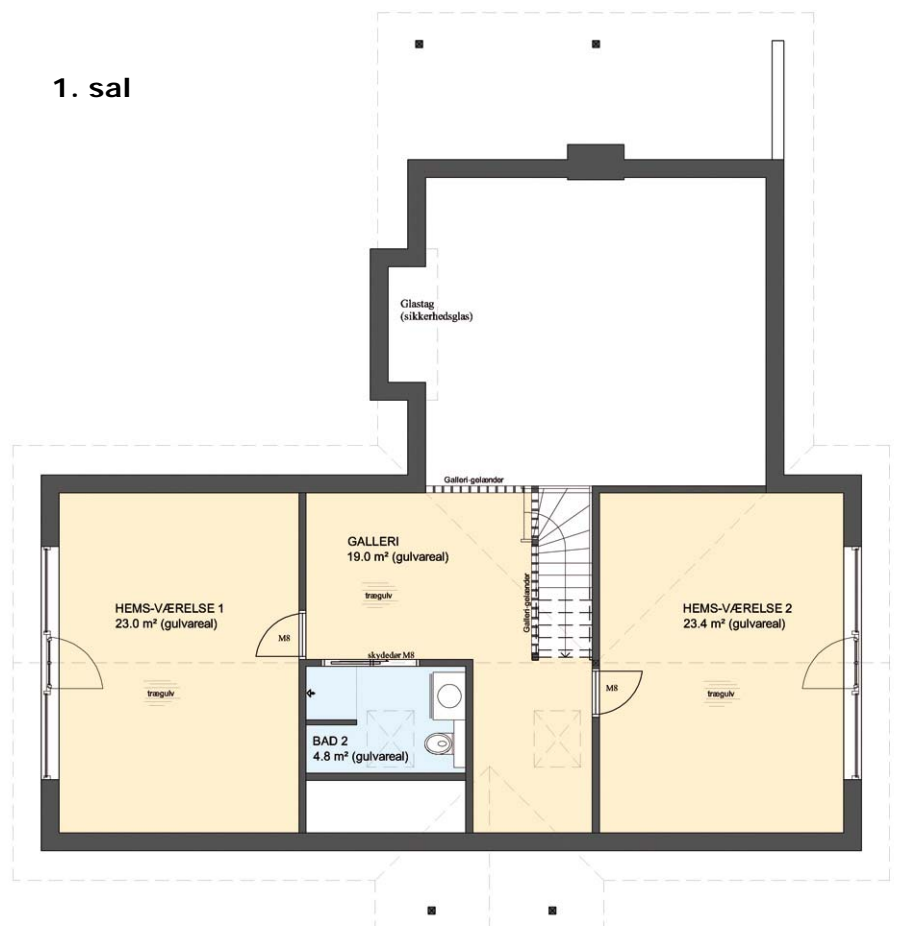 1. sal
Glastag
(sikkerhedsglas)
Galleri-gelænder
GALLERI
19.0 m² (gulvareal)
trægulv
Galleri-gelænder
HEMS-VÆRELSE 1
23.0 m² (gulvareal)
M8
trægulv
HEMS-VÆRELSE 2
23.4 m² (gulvareal)
M8
trægulv
skydedør M8
BAD 2
4.8 m² (gulvareal)